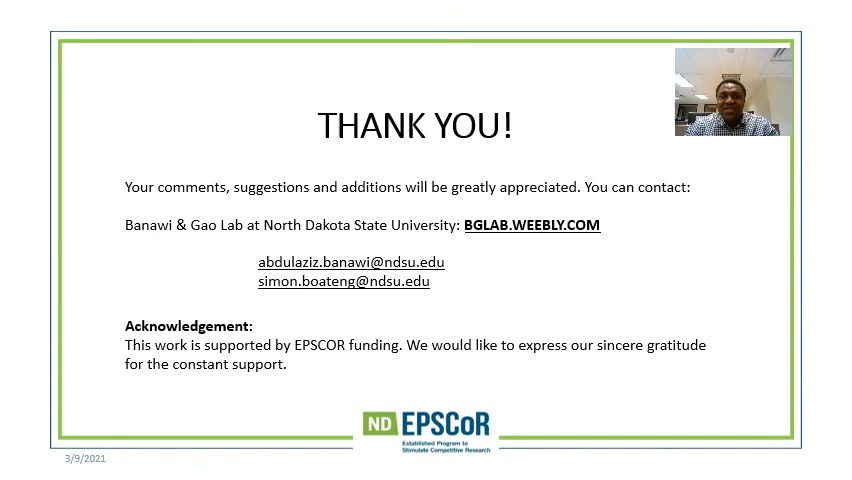 THANK YOU!
Your comments, suggestions and additions will be greatly appreciated. You can contact:
Banawi & Gao Lab at North Dakota State University: BGLAB.WEEBLY.COM
abdulaziz.banawi@ndsu.edu
simon.boateng@ndsu.edu
Acknowledgement:
This work is supported by EPSCOR funding. We would like to express our sincere gratitude
for the constant support.
ND EPSCoR
Established Program to
Stimulate Competitive Research
3/9/2021